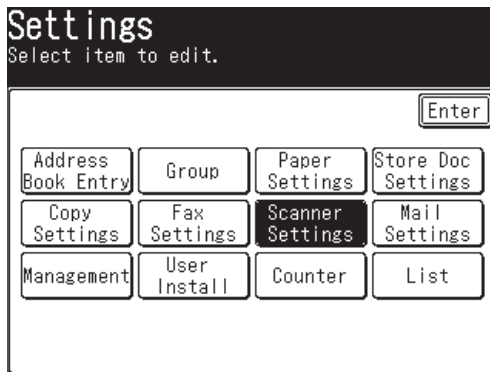 Settings
Select item to edit.
Enter
Address
Book Entry
Group
Paper
Settings
Store Doc
Settings
Copy
Settings
Fax
Settings
Scanner
Settings
Mail
Settings
Management
User
Install
Counter
List